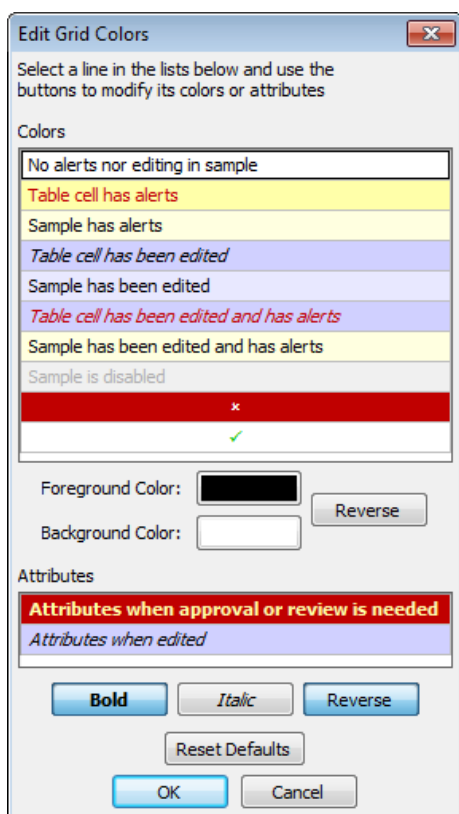 Edit Grid Colors
Select a line in the lists below and use the
buttons to modify its colors or attributes
Colors
No alerts nor editing in sample
Table cell has alerts
Sample has alerts
Table cell has been edited
Sample has been edited
Table cell has been edited and has alerts
Sample has been edited and has alerts
Sample is disabled
Foreground Color:
Reverse
Background Color:
Attributes
Attributes when approval or review is needed
Attributes when edited
Bold Italic Reverse
Reset Defaults
OK Cancel